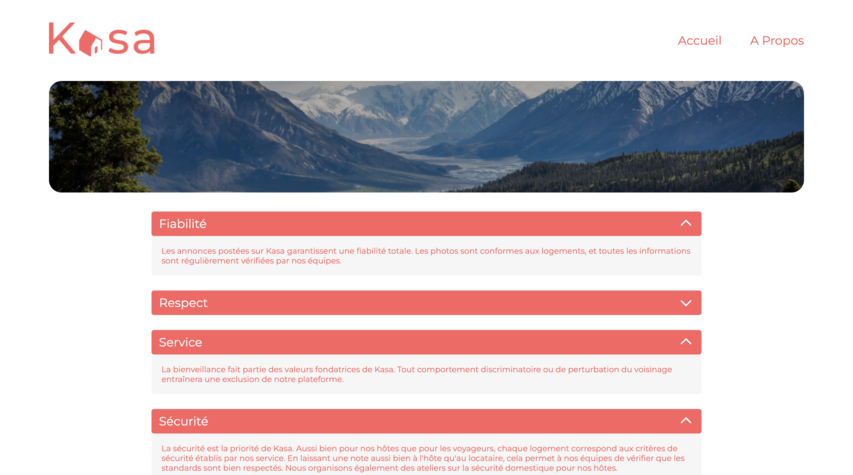 Kasa
Accueil
A Propos
Fiabilité
Les annonces postées sur Kasa garantissent une fiabilité totale. Les photos sont conformes aux logements, et toutes les informations
sont régulièrement vérifiées par nos équipes.
Respect
Service
La bienveillance fait partie des valeurs fondatrices de Kasa. Tout comportement discriminatoire ou de perturbation du voisinage
entraînera une exclusion de notre plateforme.
Sécurité
La sécurité est la priorité de Kasa. Aussi bien pour nos hôtes que pour les voyageurs, chaque logement correspond aux critères de
sécurité établis par nos service. En laissant une note aussi bien à l'hôte qu'au locataire, cela permet à nos équipes de vérifier que les
standards sont bien respectés. Nous organisons également des ateliers sur la sécurité domestique pour nos hôtes.